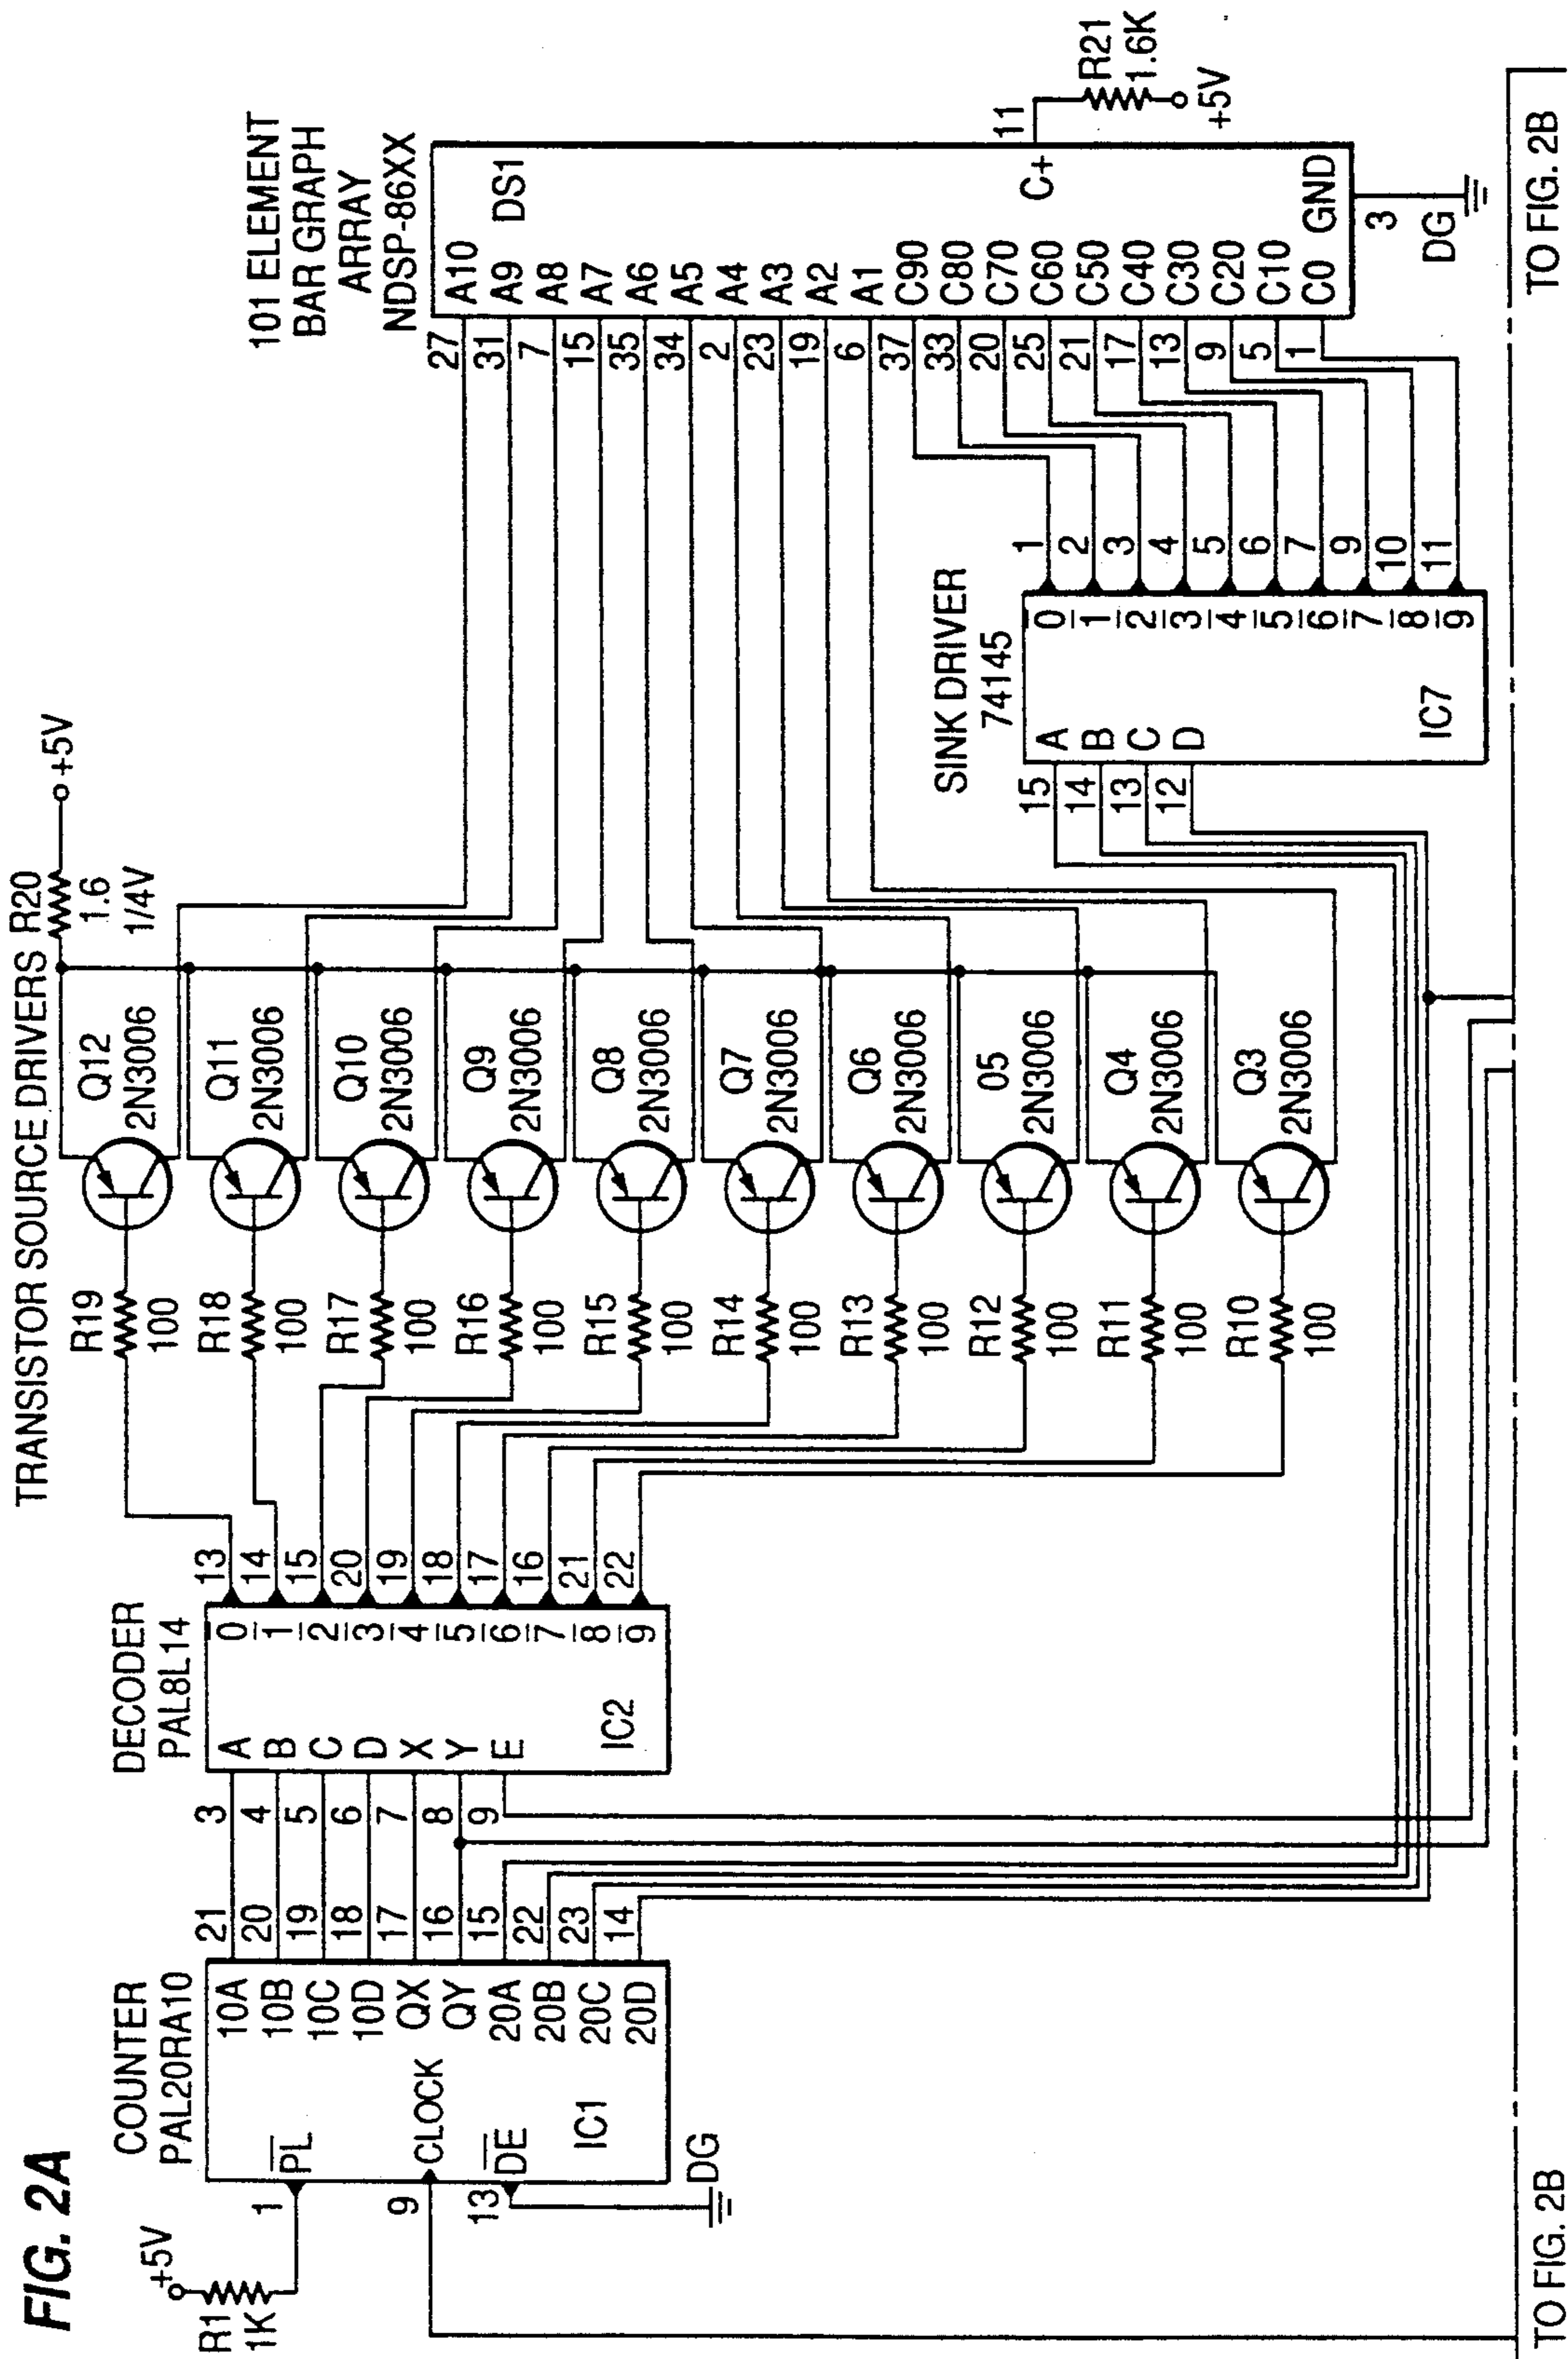 FIG. 2A
TRANSISTOR SOURCE DRIVERS
R20
1.6
1/4V
+5V
101 ELEMENT
BAR GRAPH
ARRAY
NDSP-86XX
+5V
R1
1K
COUNTER
PAL20RA10
1
PL
9
CLOCK
13
DE
IC1
DG
10A 21
10B 20
10C 19
10D 18
QX 17
QY 16
20A 15
20B 22
20C 23
20D 14
DECODER
PAL8L14
3 A
4 B
5 C
6 D
7 X
8 Y
9 E
IC2
0 13
1 14
2 15
3 20
4 19
5 18
6 17
7 16
8 21
9 22
R19
100
Q12
2N3006
R18
100
Q11
2N3006
R17
100
Q10
2N3006
R16
100
Q9
2N3006
R15
100
Q8
2N3006
R14
100
Q7
2N3006
R13
100
Q6
2N3006
R12
100
05
2N3006
R11
100
Q4
2N3006
R10
100
Q3
2N3006
SINK DRIVER
74145
15 A
14 B
13 C
12 D
IC7
0 1
1 2
2 3
3 4
4 5
5 6
6 7
7 9
8 10
9 11
27 A10
31 A9
7 A8
15 A7
35 A6
34 A5
2 A4
23 A3
19 A2
6 A1
37 C90
33 C80
20 C70
25 C60
21 C50
17 C40
13 C30
9 C20
5 C10
1 C0
DS1
C+
11
R21
1.6K
+5V
GND
3
DG
TO FIG. 2B
TO FIG. 2B